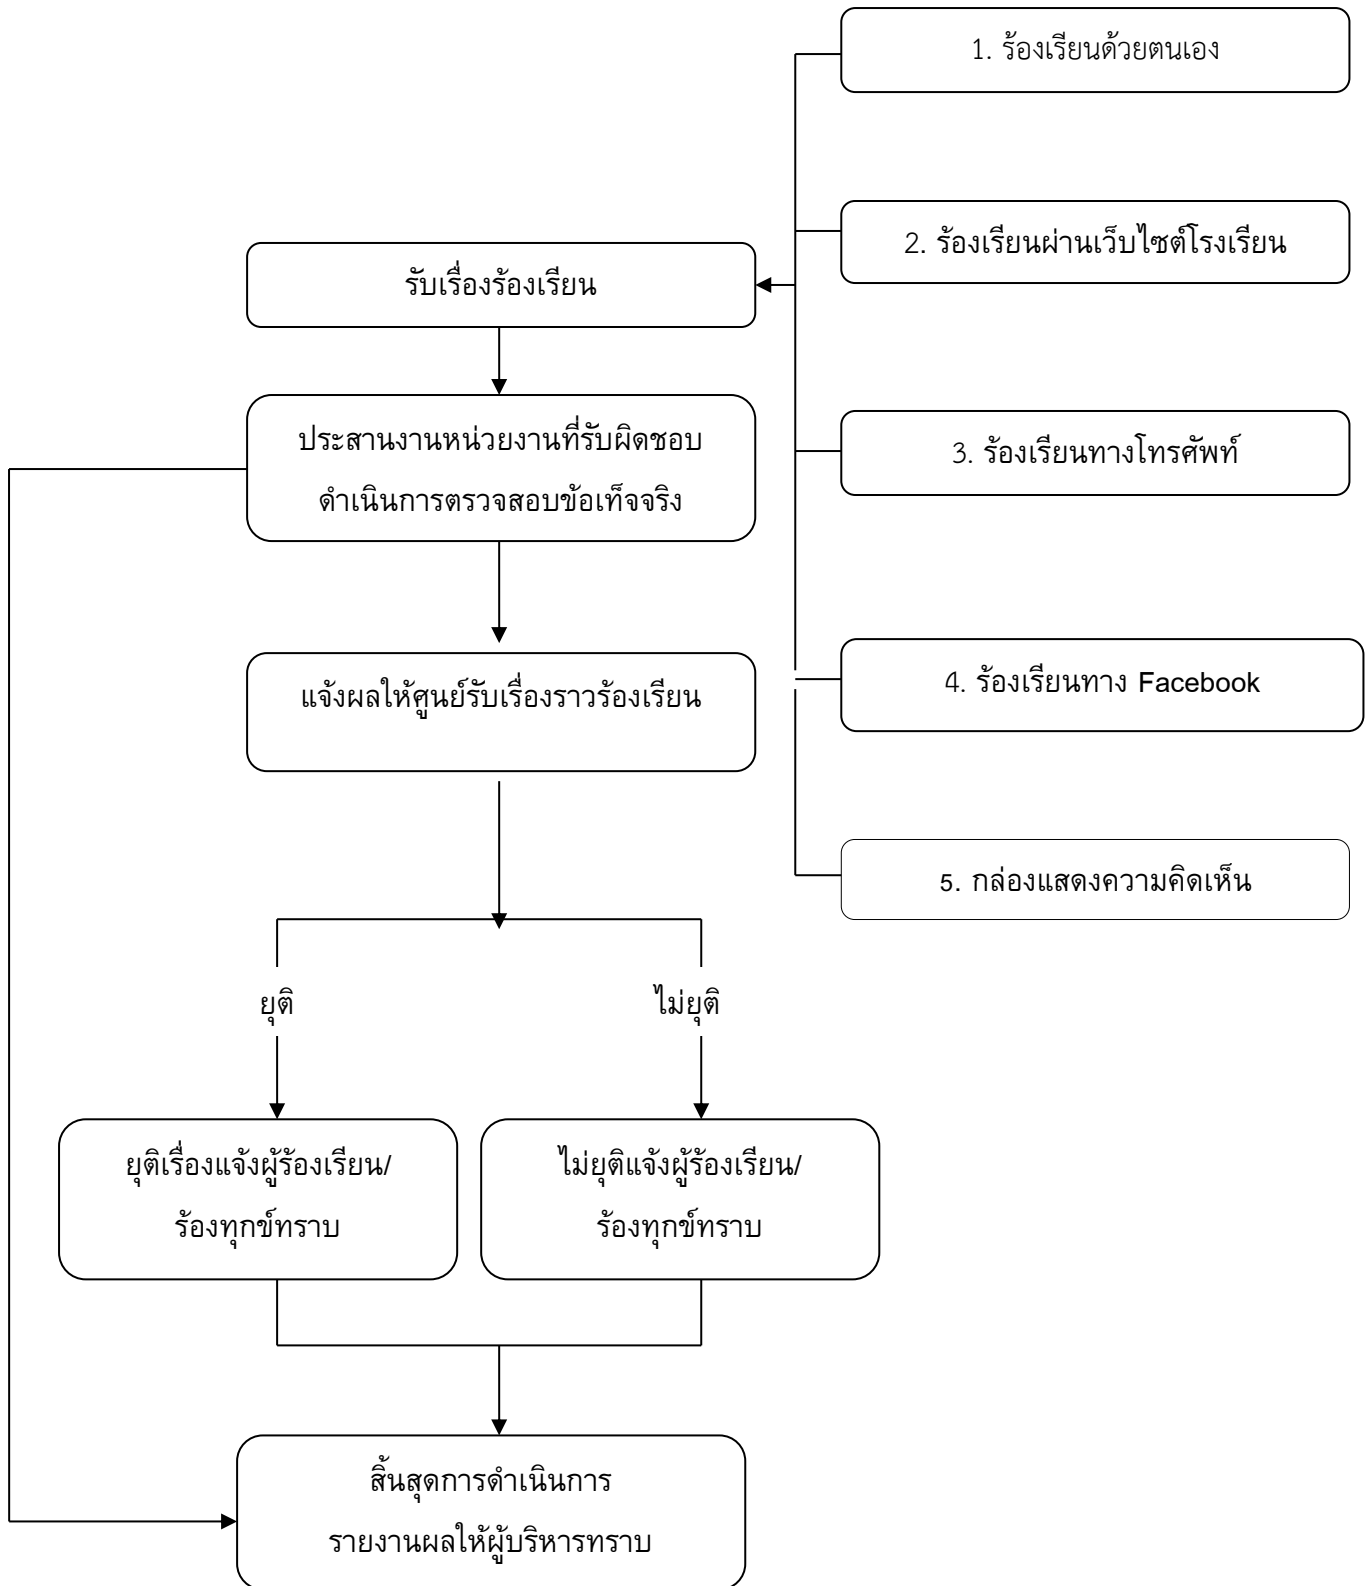 1. ร้องเรียนด้วยตนเอง
2. ร้องเรียนผ่านเว็บไซต์โรงเรียน
รับเรื่องร้องเรียน
ประสานงานหน่วยงานที่รับผิดชอบ
ดำเนินการตรวจสอบข้อเท็จจริง
3. ร้องเรียนทางโทรศัพท์
แจ้งผลให้ศูนย์รับเรื่องราวร้องเรียน
4. ร้องเรียนทาง Facebook
5. กล่องแสดงความคิดเห็น
ยุติ
ไม่ยุติ
ยุติเรื่องแจ้งผู้ร้องเรียน/
ร้องทุกข์ทราบ
ไม่ยุติแจ้งผู้ร้องเรียน/
ร้องทุกข์ทราบ
สิ้นสุดการดำเนินการ
รายงานผลให้ผู้บริหารทราบ